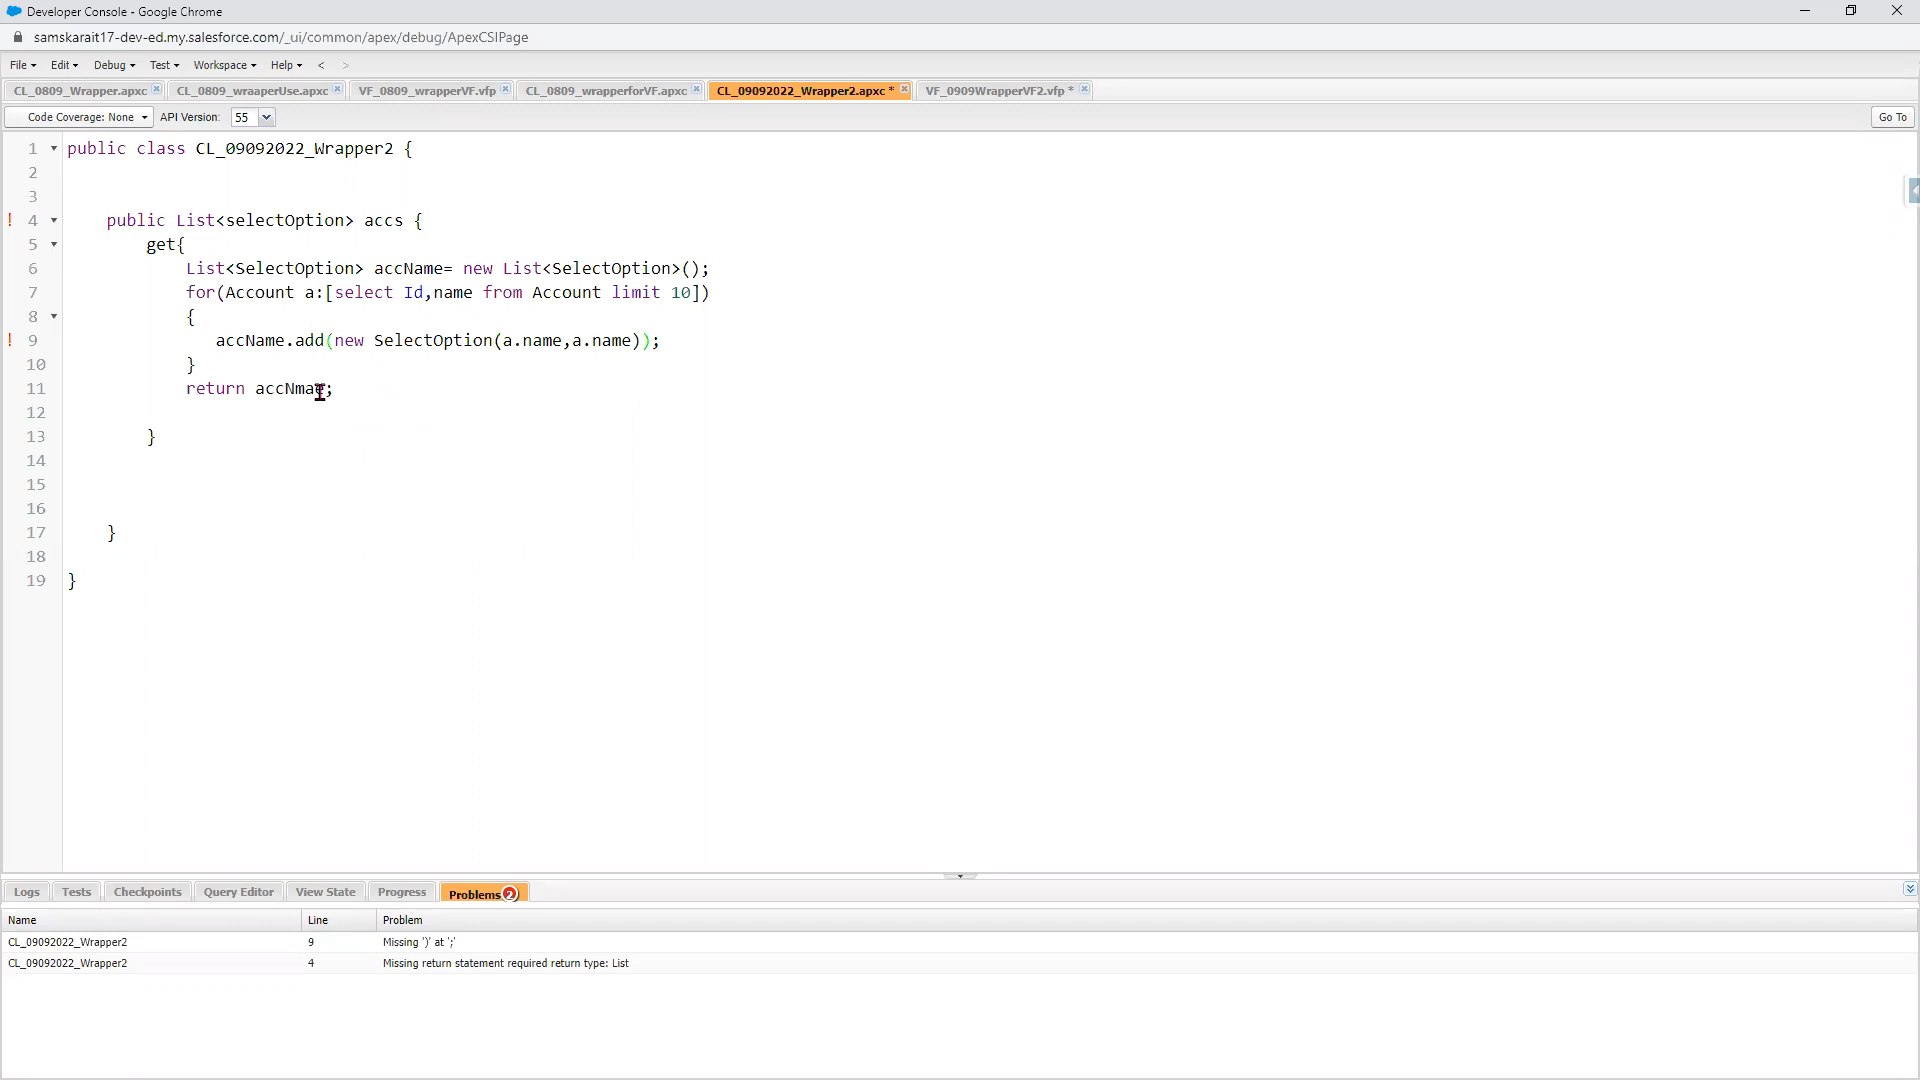 Developer Console - Google Chrome
samskarait17-dev-ed.my.salesforce.com/_ui/common/apex/debug/ApexCSIPage
File Edit Debug Test Workspace Help < >
CL_0809_Wrapper.apxc CL_0809_wraaperUse.apxc VF_0809_wrapperVF.vfp CL_0809_wrapperforVF.apxc CL_09092022_Wrapper2.apxc * VF_0909WrapperVF2.vfp *
Code Coverage: None API Version: 55 Go To
1 public class CL_09092022_Wrapper2 {
2
3
! 4 public List<selectOption> accs {
5 get{
6 List<SelectOption> accName= new List<SelectOption>();
7 for(Account a:[select Id,name from Account limit 10])
8 {
! 9 accName.add(new SelectOption(a.name,a.name));
10 }
11 return accNmae;
12
13 }
14
15
16
17 }
18
19 }
Logs Tests Checkpoints Query Editor View State Progress Problems 2
Name Line Problem
CL_09092022_Wrapper2 9 Missing ')' at ';'
CL_09092022_Wrapper2 4 Missing return statement required return type: List